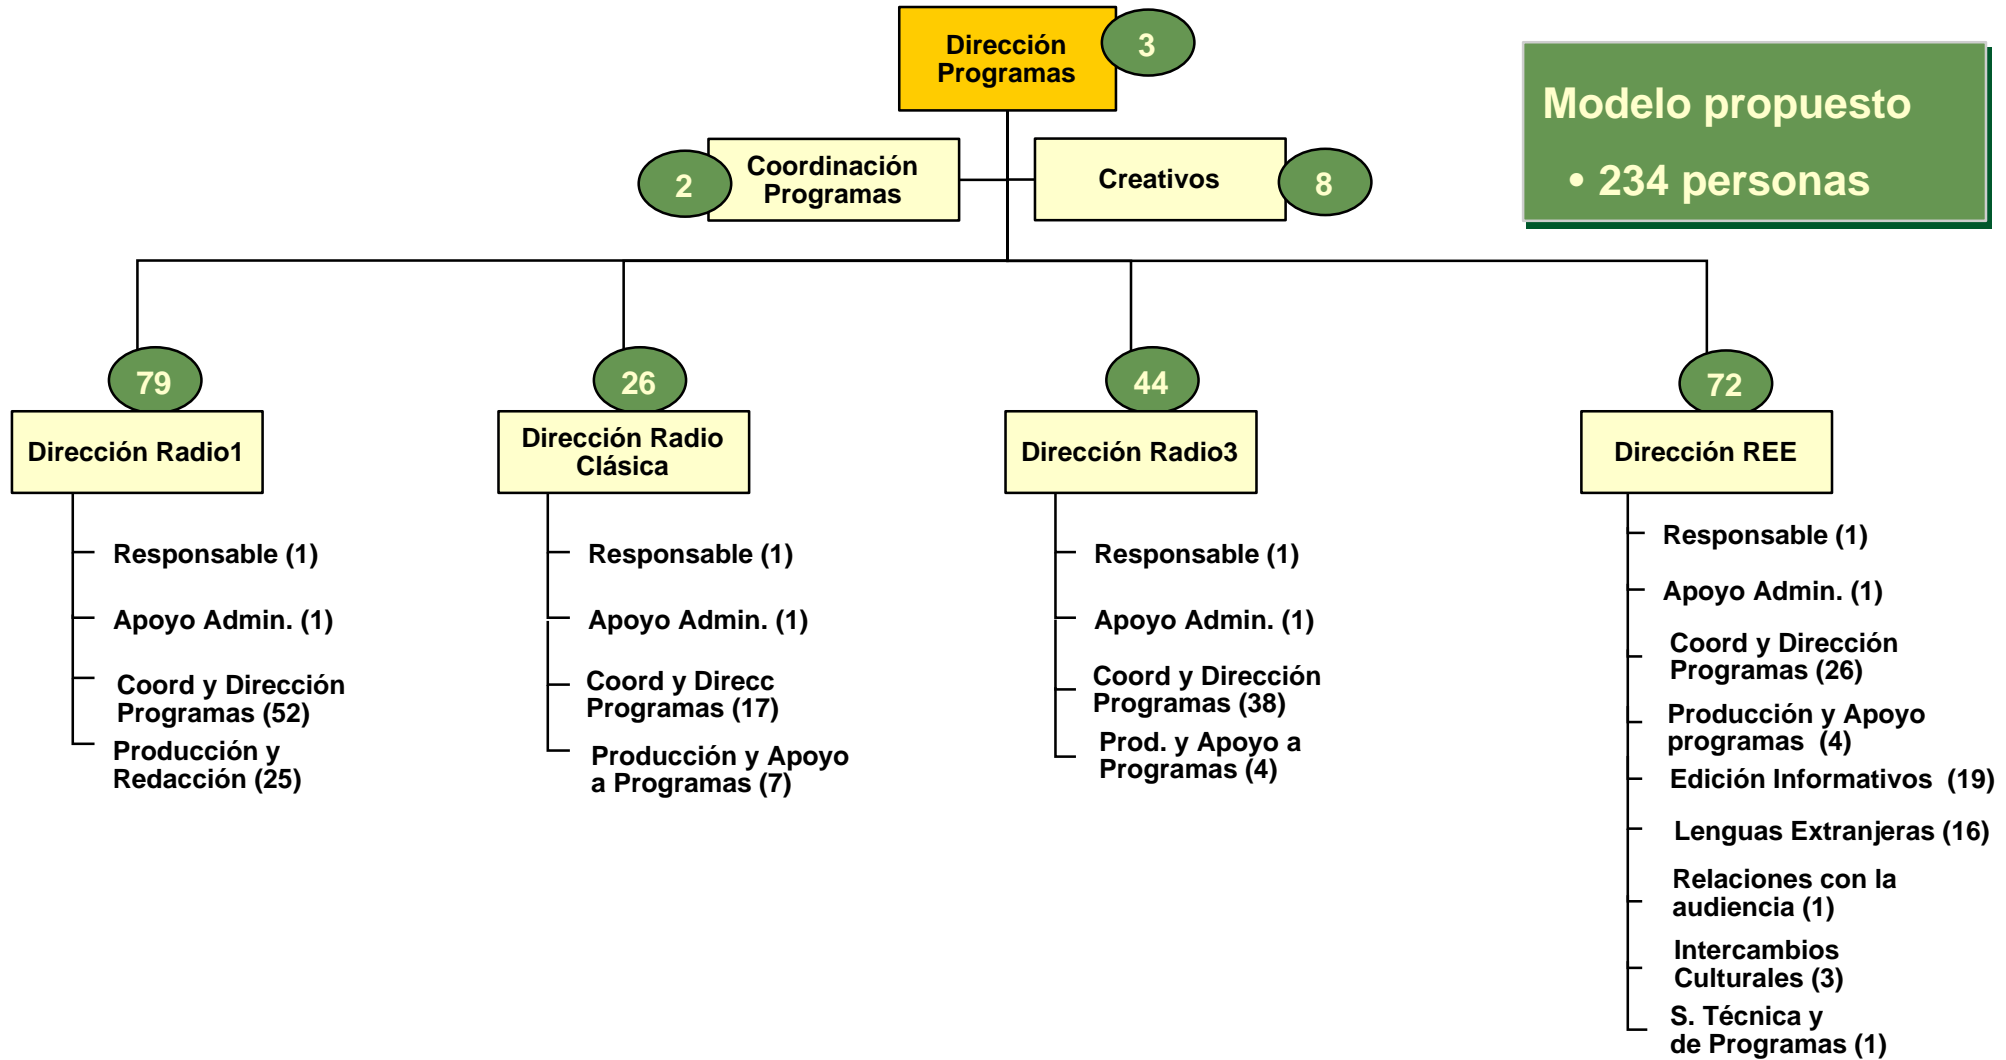 Dirección
Programas
3
Modelo propuesto
• 234 personas
2
Coordinación
Programas
Creativos
8
79
26
44
72
Dirección Radio1
Dirección Radio
Clásica
Dirección Radio3
Dirección REE
Responsable (1)
Apoyo Admin. (1)
Coord y Dirección
Programas (52)
Producción y
Redacción (25)
Responsable (1)
Apoyo Admin. (1)
Coord y Direcc
Programas (17)
Producción y Apoyo
a Programas (7)
Responsable (1)
Apoyo Admin. (1)
Coord y Dirección
Programas (38)
Prod. y Apoyo a
Programas (4)
Responsable (1)
Apoyo Admin. (1)
Coord y Dirección
Programas (26)
Producción y Apoyo
programas (4)
Edición Informativos (19)
Lenguas Extranjeras (16)
Relaciones con la
audiencia (1)
Intercambios
Culturales (3)
S. Técnica y
de Programas (1)